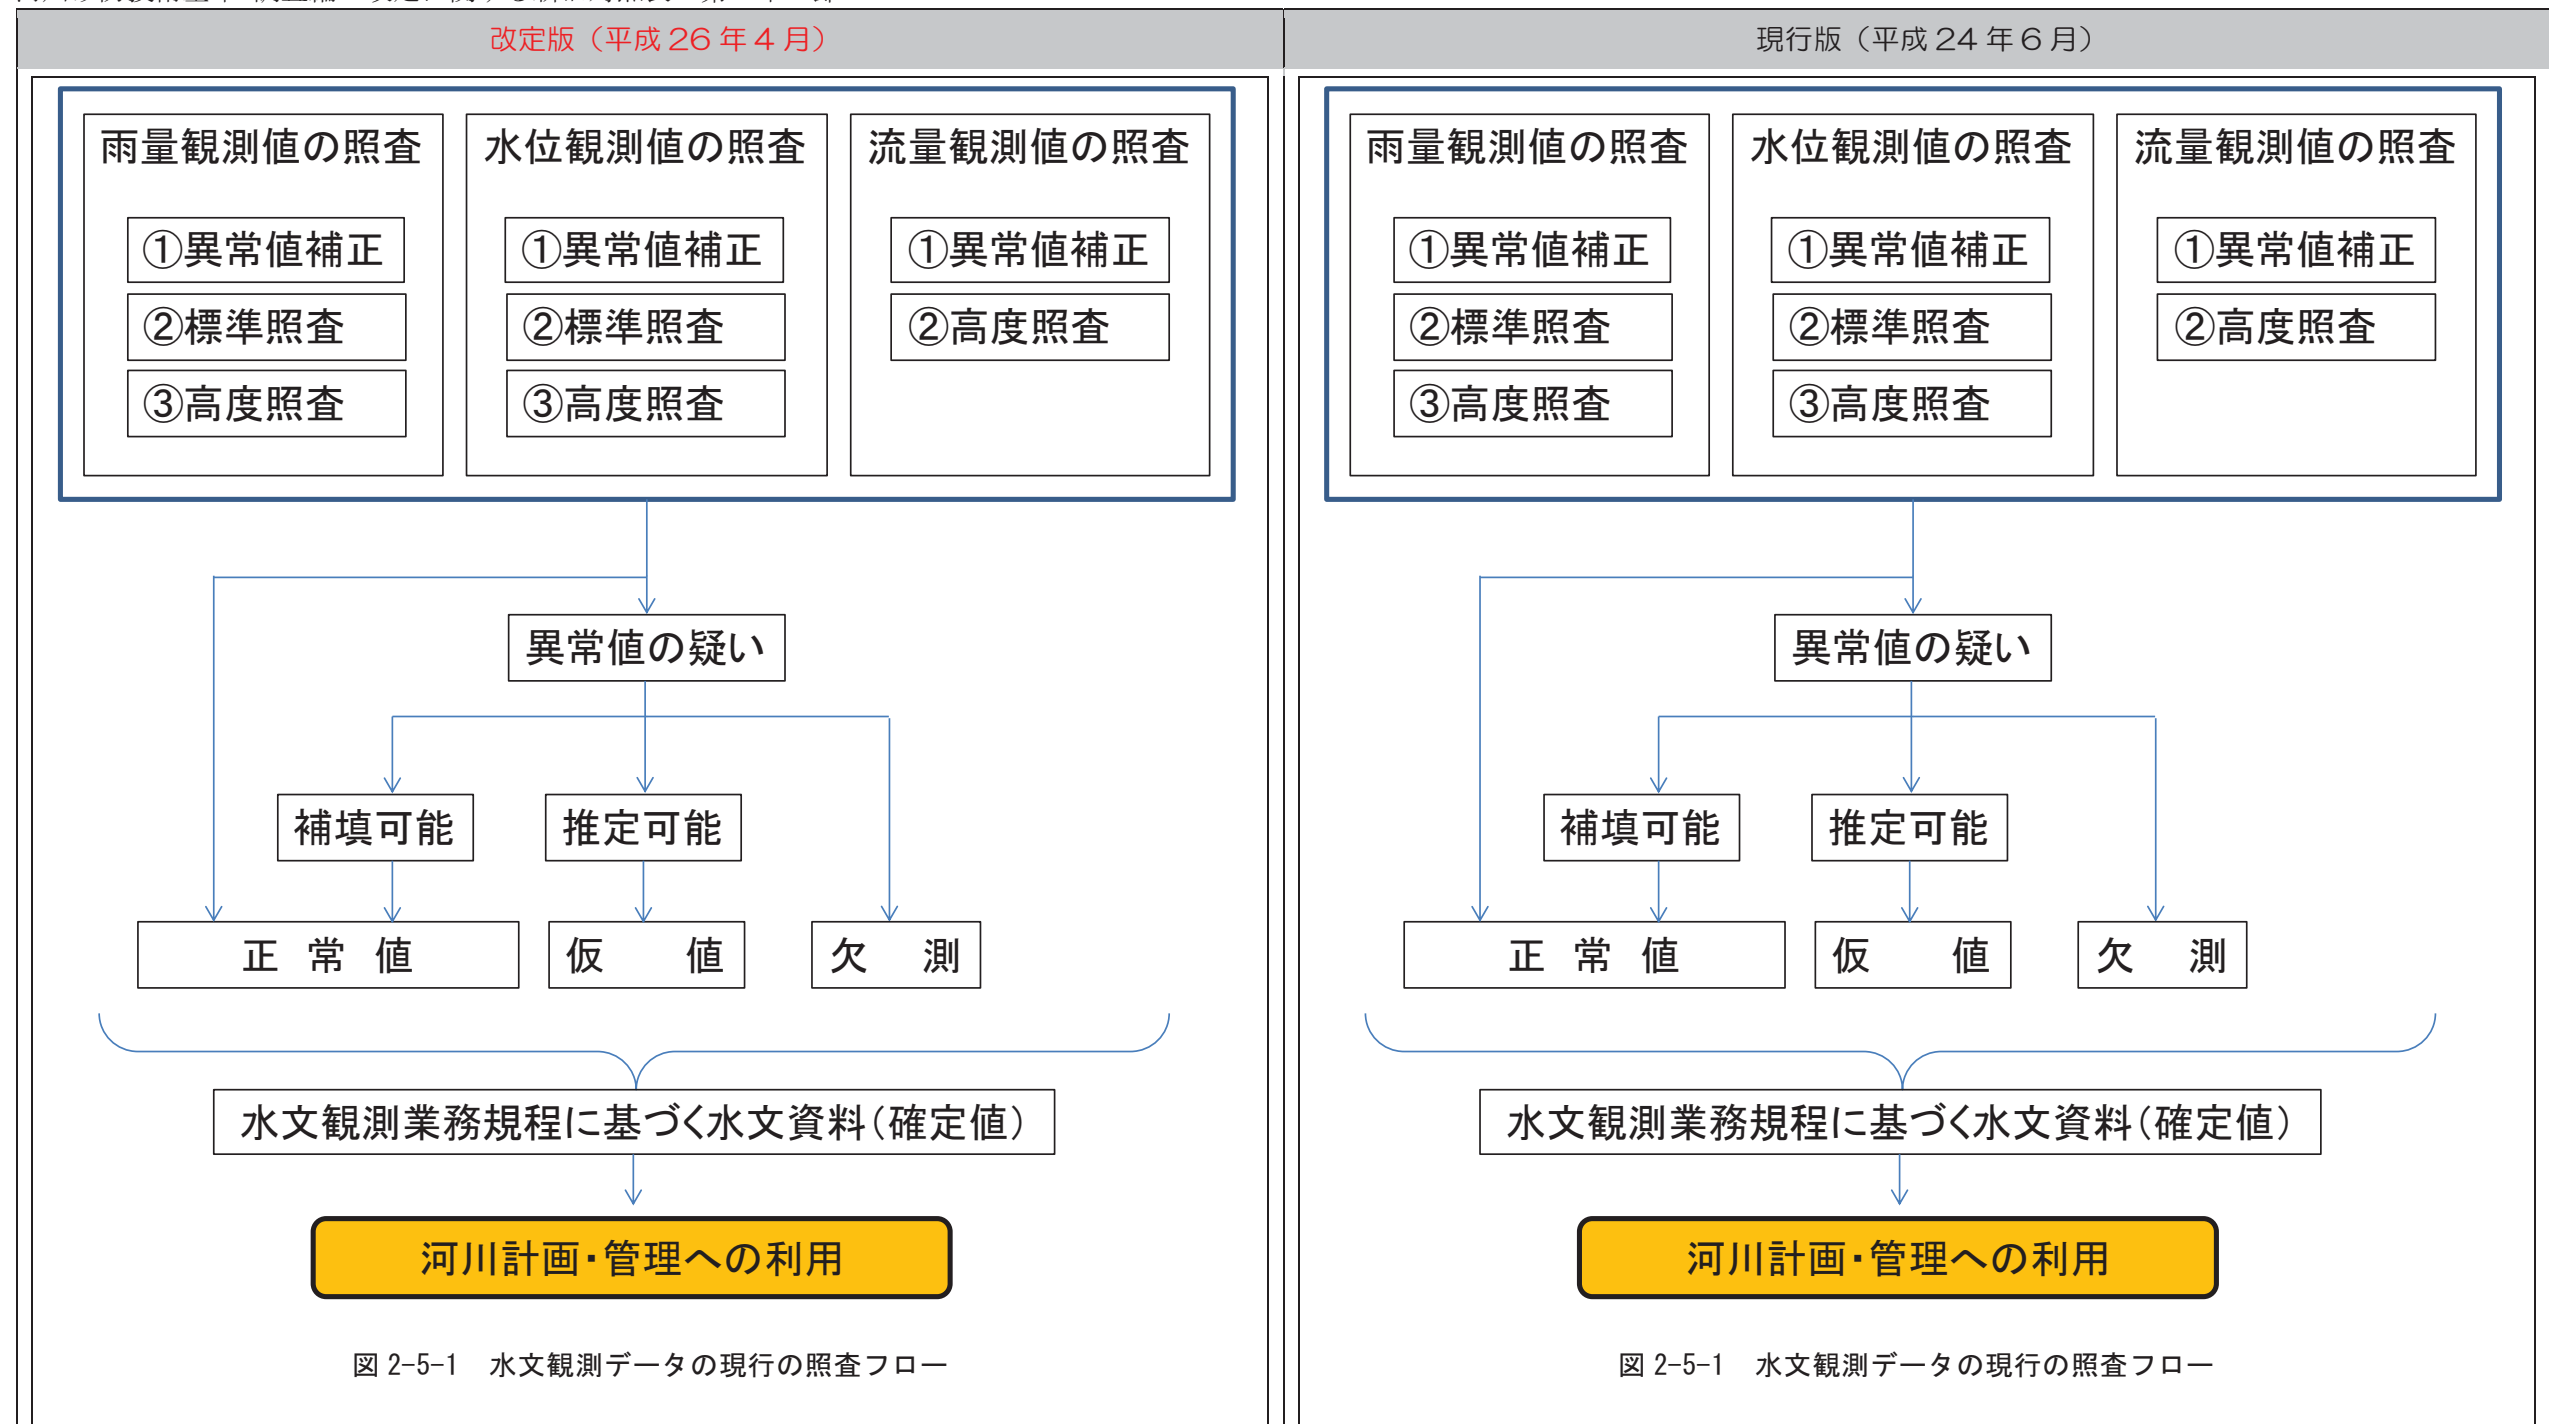 改定版（平成 26 年 4 月）
雨量観測値の照査
①異常値補正
②標準照査
③高度照査
水位観測値の照査
①異常値補正
②標準照査
③高度照査
流量観測値の照査
①異常値補正
②高度照査
異常値の疑い
補填可能
推定可能
正 常 値
仮 値
欠 測
水文観測業務規程に基づく水文資料（確定値）
河川計画・管理への利用
図 2-5-1 水文観測データの現行の照査フロー
現行版（平成 24 年 6 月）
雨量観測値の照査
①異常値補正
②標準照査
③高度照査
水位観測値の照査
①異常値補正
②標準照査
③高度照査
流量観測値の照査
①異常値補正
②高度照査
異常値の疑い
補填可能
推定可能
正 常 値
仮 値
欠 測
水文観測業務規程に基づく水文資料（確定値）
河川計画・管理への利用
図 2-5-1 水文観測データの現行の照査フロー